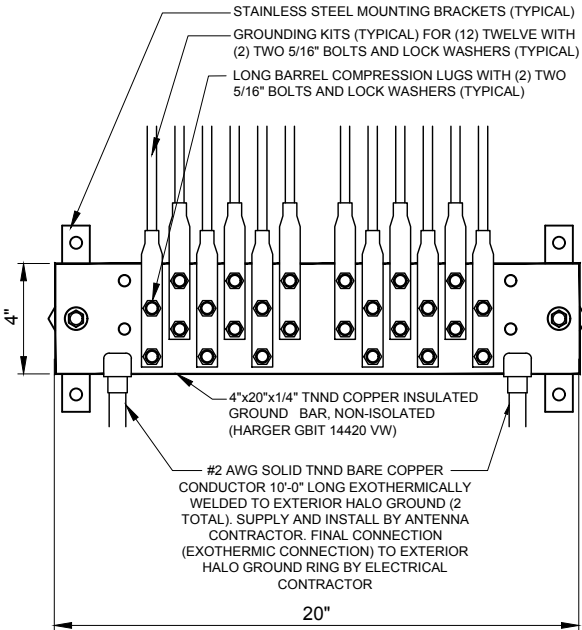 STAINLESS STEEL MOUNTING BRACKETS (TYPICAL)
GROUNDING KITS (TYPICAL) FOR (12) TWELVE WITH
(2) TWO 5/16" BOLTS AND LOCK WASHERS (TYPICAL)
LONG BARREL COMPRESSION LUGS WITH (2) TWO
5/16" BOLTS AND LOCK WASHERS (TYPICAL)
4"
4"x20"x1/4" TNND COPPER INSULATED
GROUND BAR, NON-ISOLATED
(HARGER GBIT 14420 VW)
#2 AWG SOLID TNND BARE COPPER
CONDUCTOR 10'-0" LONG EXOTHERMICALLY
WELDED TO EXTERIOR HALO GROUND (2
TOTAL). SUPPLY AND INSTALL BY ANTENNA
CONTRACTOR. FINAL CONNECTION
(EXOTHERMIC CONNECTION) TO EXTERIOR
HALO GROUND RING BY ELECTRICAL
CONTRACTOR
20"